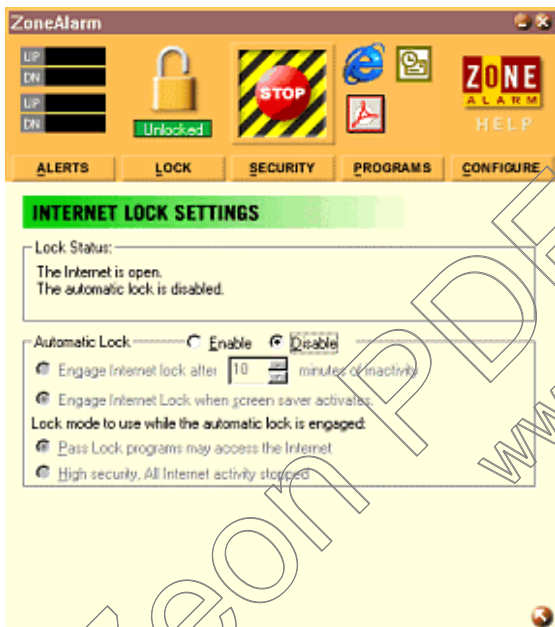 ZoneAlarm
UP
DN
UP
DN
Unlocked
STOP
ZONE
ALARM
HELP
ALERTS LOCK SECURITY PROGRAMS CONFIGURE
INTERNET LOCK SETTINGS
Lock Status:
The Internet is open.
The automatic lock is disabled.
Automatic Lock Enable Disable
Engage Internet lock after 10 minutes of inactivity
Engage Internet Lock when screen saver activates.
Lock mode to use while the automatic lock is engaged:
Pass Lock programs may access the Internet
High security, All Internet activity stopped
Zeon PDF
www